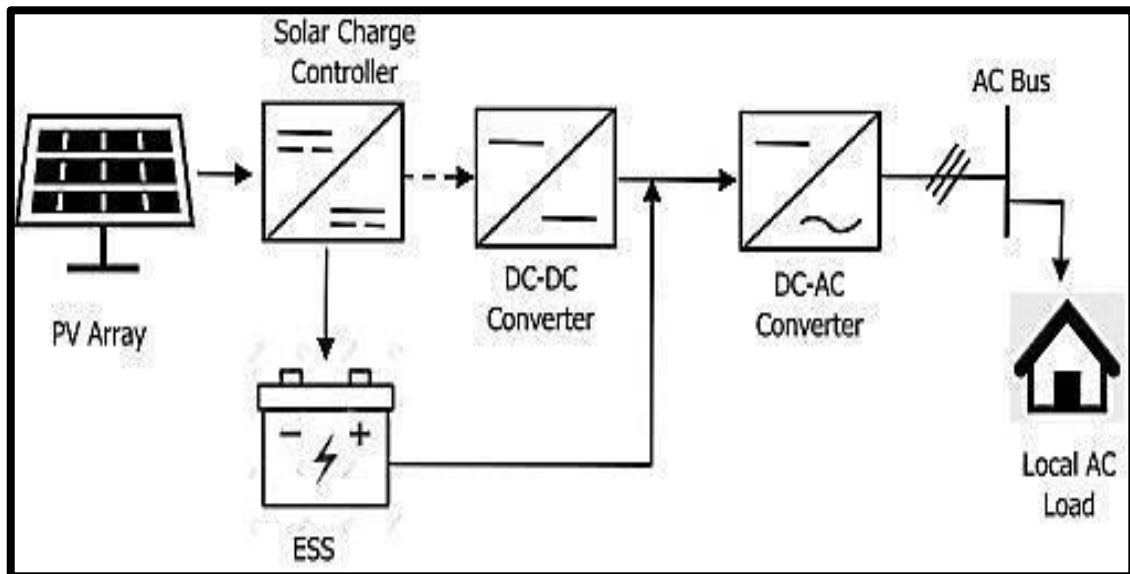 Solar Charge
Controller
AC Bus
DC-DC
Converter
DC-AC
Converter
PV Array
- +
Local AC
Load
ESS